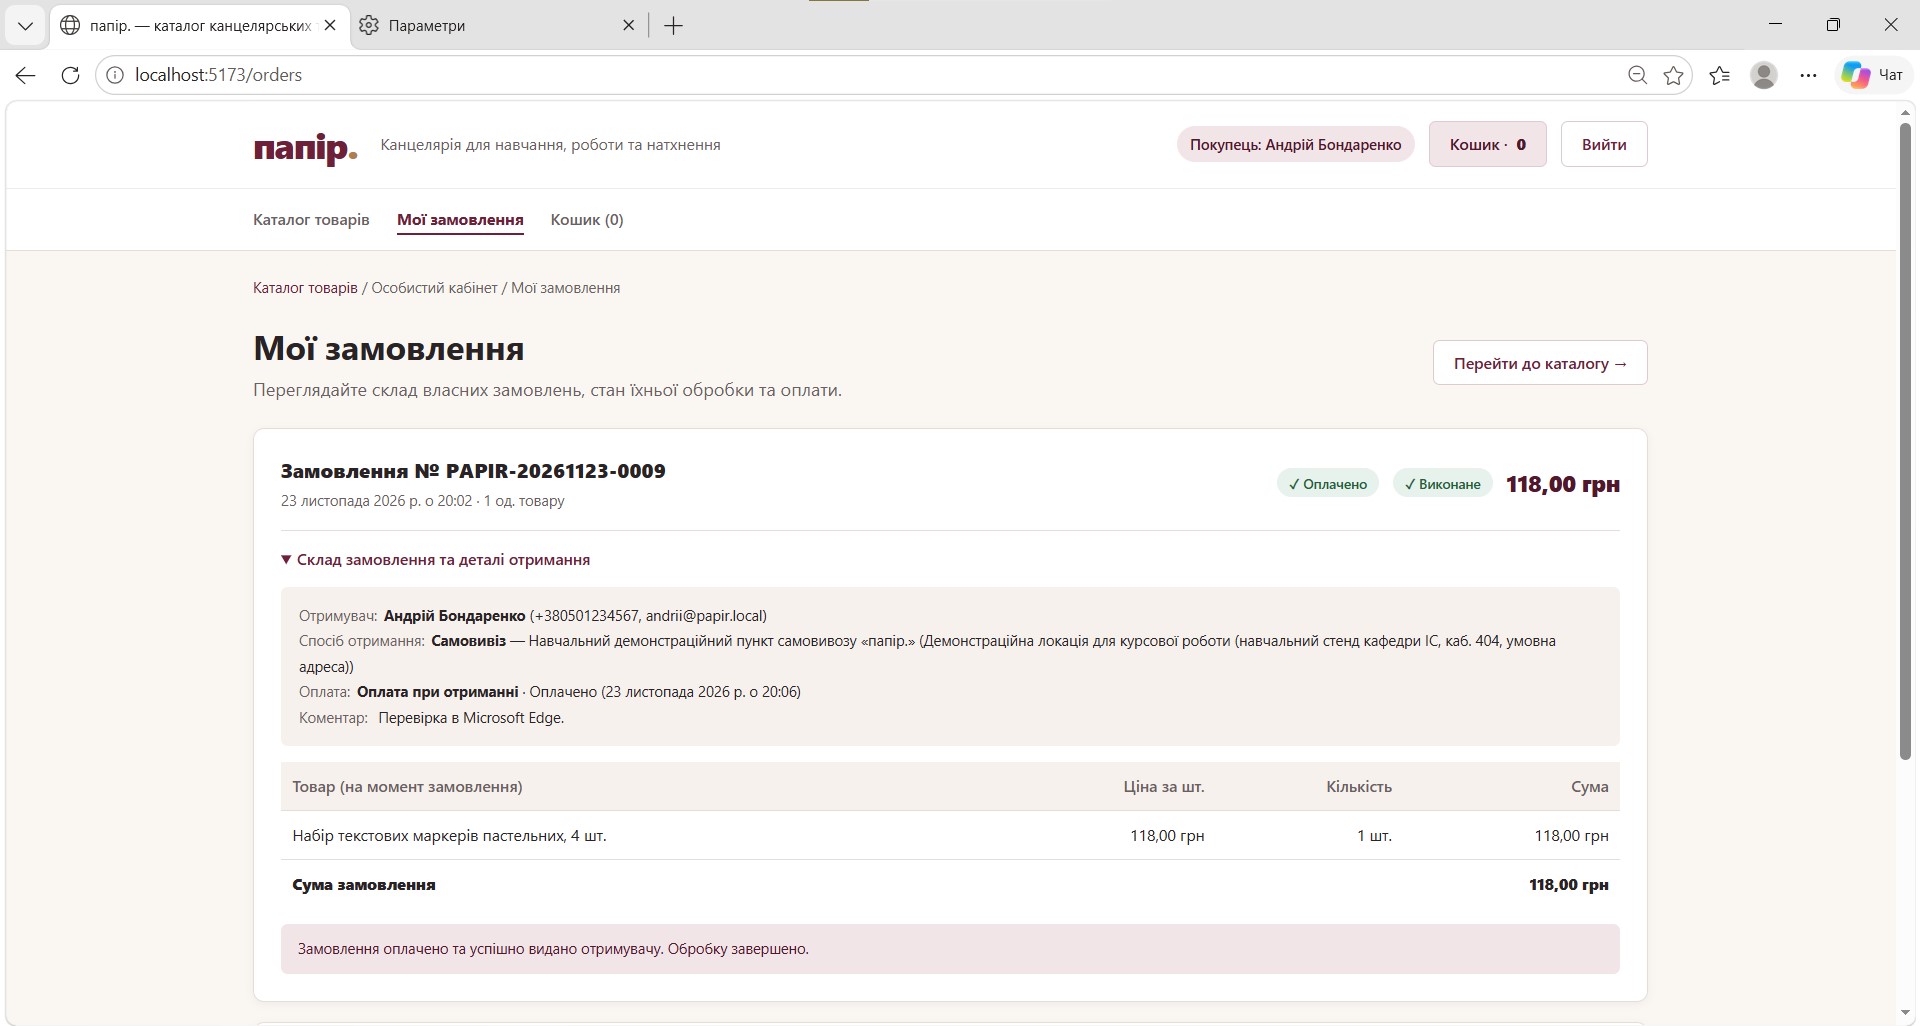 папір. — каталог канцелярських
Параметри
localhost:5173/orders
Чат
папір.
Канцелярія для навчання, роботи та натхнення
Покупець: Андрій Бондаренко
Кошик · 0
Вийти
Каталог товарів
Мої замовлення
Кошик (0)
Каталог товарів / Особистий кабінет / Мої замовлення
Мої замовлення
Перейти до каталогу →
Переглядайте склад власних замовлень, стан їхньої обробки та оплати.
Замовлення № PAPIR-20261123-0009
23 листопада 2026 р. о 20:02 · 1 од. товару
✓ Оплачено
✓ Виконане
118,00 грн
▼ Склад замовлення та деталі отримання
Отримувач: Андрій Бондаренко (+380501234567, andrii@papir.local)
Спосіб отримання: Самовивіз — Навчальний демонстраційний пункт самовивозу «папір.» (Демонстраційна локація для курсової роботи (навчальний стенд кафедри ІС, каб. 404, умовна
адреса))
Оплата: Оплата при отриманні · Оплачено (23 листопада 2026 р. о 20:06)
Коментар: Перевірка в Microsoft Edge.
Товар (на момент замовлення) Ціна за шт. Кількість Сума
Набір текстових маркерів пастельних, 4 шт. 118,00 грн 1 шт. 118,00 грн
Сума замовлення 118,00 грн
Замовлення оплачено та успішно видано отримувачу. Обробку завершено.